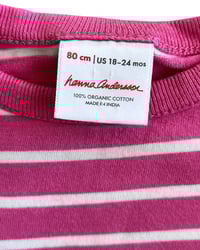 80 cm | US 18-24 mos
Hanna Andersson
100% ORGANIC COTTON
MADE IN INDIA